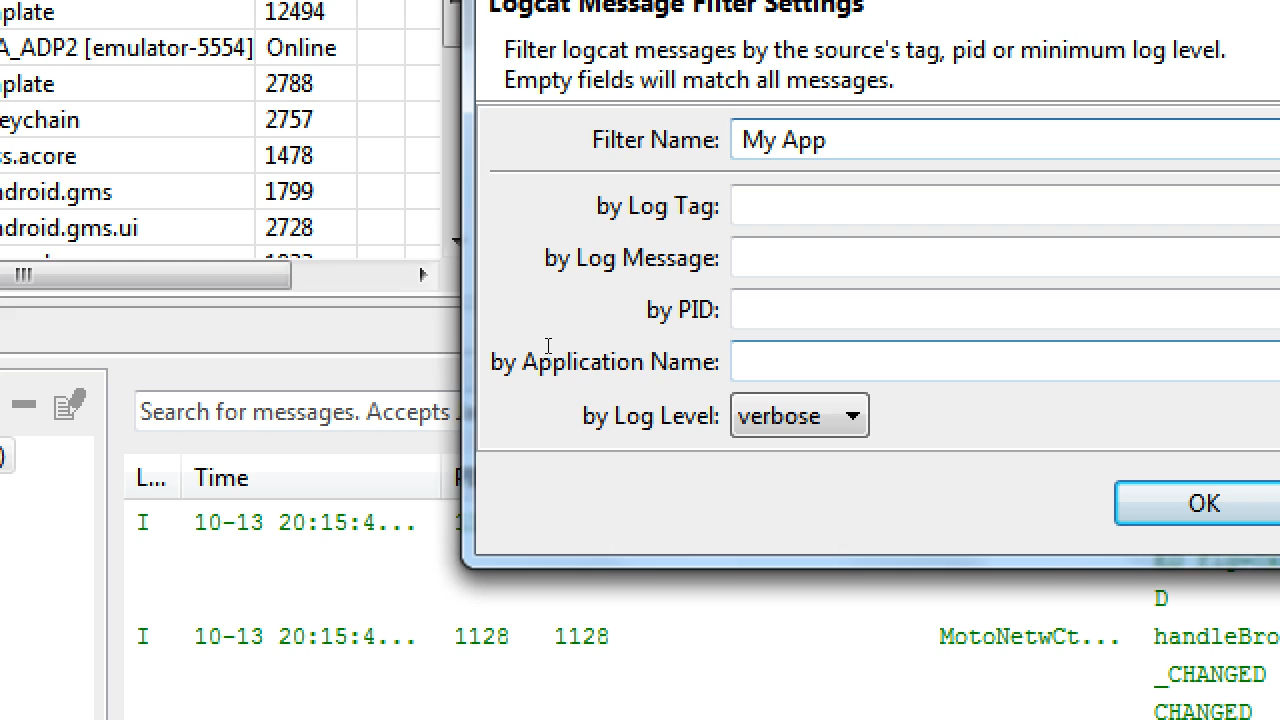 plate 12494
A_ADP2 [emulator-5554] Online
plate 2788
eychain 2757
s.acore 1478
ndroid.gms 1799
ndroid.gms.ui 2728
Logcat Message Filter Settings
Filter logcat messages by the source's tag, pid or minimum log level.
Empty fields will match all messages.
Filter Name: My App
by Log Tag:
by Log Message:
by PID:
by Application Name:
by Log Level: verbose
OK
)
Search for messages. Accepts
L... Time
I 10-13 20:15:4...
D
I 10-13 20:15:4... 1128 1128 MotoNetwCt... handleBro
_CHANGED
CHANGED